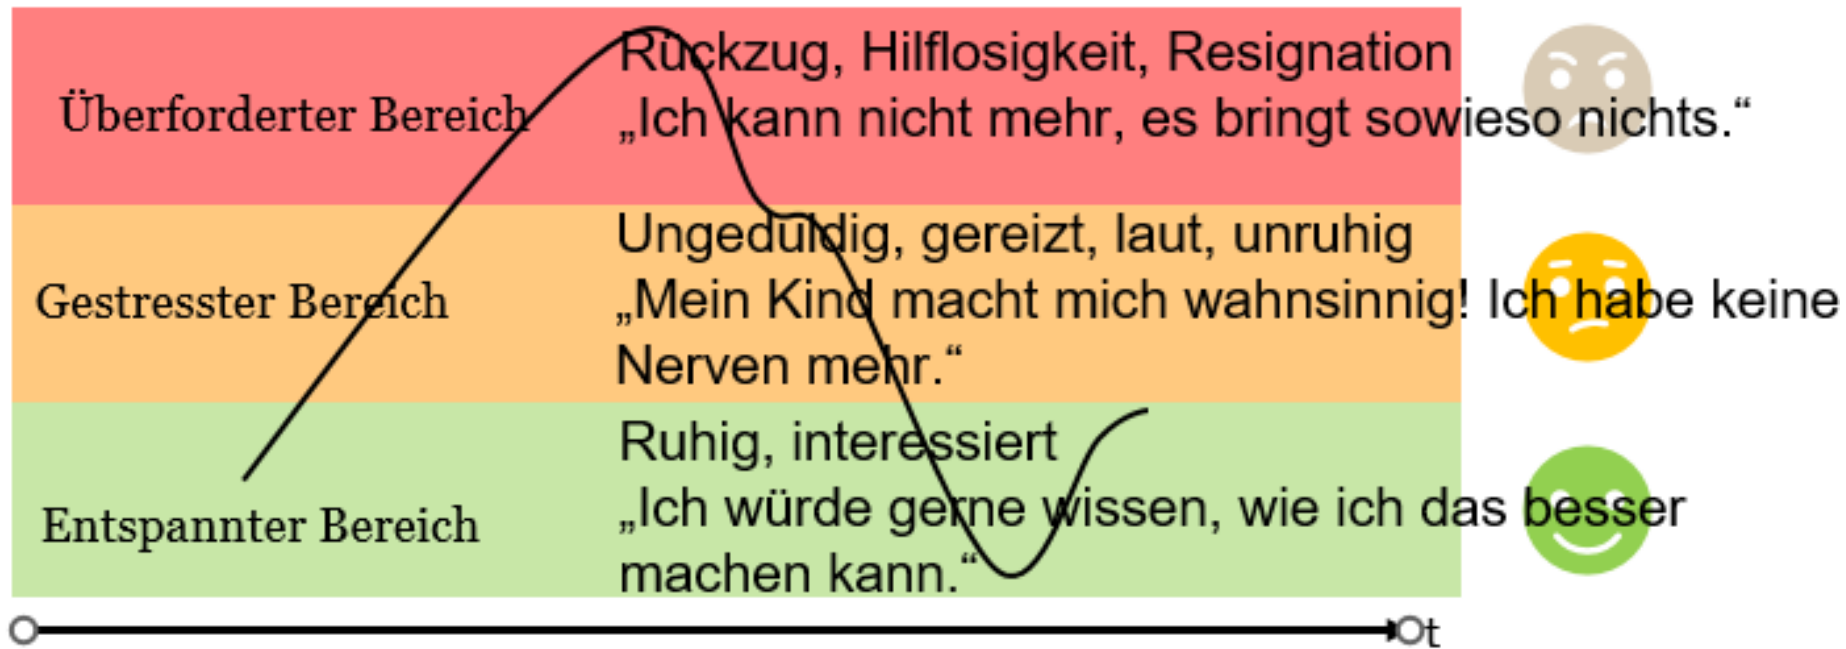 Rückzug, Hilflosigkeit, Resignation
Überforderter Bereich
„Ich kann nicht mehr, es bringt sowieso nichts.“
Ungeduldig, gereizt, laut, unruhig
Gestresster Bereich
„Mein Kind macht mich wahnsinnig! Ich habe keine
Nerven mehr.“
Ruhig, interessiert
Entspannter Bereich
„Ich würde gerne wissen, wie ich das besser
machen kann.“
t